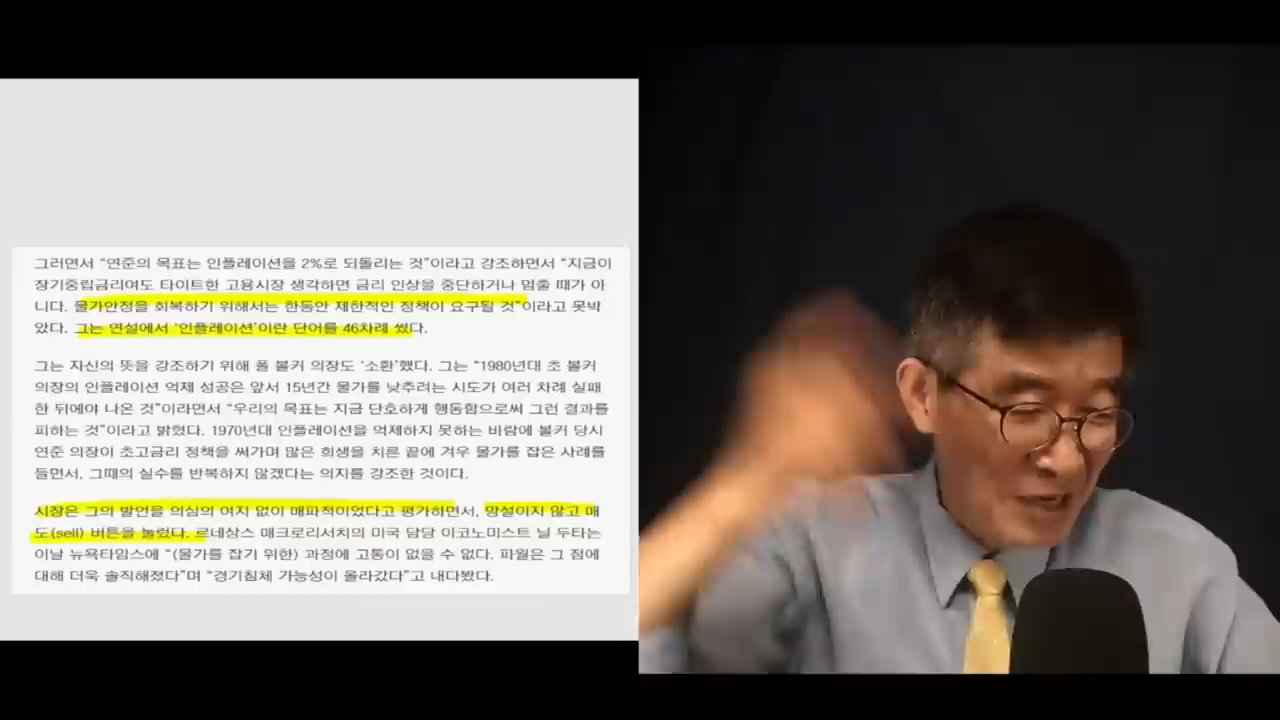 그러면서 “연준의 목표는 인플레이션을 2%로 되돌리는 것”이라고 강조하면서 “지금이
장기중립금리여도 타이트한 고용시장 생각하면 금리 인상을 중단하거나 멈출 때가 아
니다. 물가안정을 회복하기 위해서는 한동안 제한적인 정책이 요구될 것”이라고 못박
았다. 그는 연설에서 ‘인플레이션’이란 단어를 46차례 썼다.
그는 자신의 뜻을 강조하기 위해 폴 볼커 의장도 ‘소환’했다. 그는 “1980년대 초 볼커
의장의 인플레이션 억제 성공은 앞서 15년간 물가를 낮추려는 시도가 여러 차례 실패
한 뒤에야 나온 것”이라면서 “우리의 목표는 지금 단호하게 행동함으로써 그런 결과를
피하는 것”이라고 밝혔다. 1970년대 인플레이션을 억제하지 못하는 바람에 볼커 당시
연준 의장이 초고금리 정책을 써가며 많은 희생을 치른 끝에 겨우 물가를 잡은 사례를
들면서, 그때의 실수를 반복하지 않겠다는 의지를 강조한 것이다.
시장은 그의 발언을 의심의 여지 없이 매파적이었다고 평가하면서, 망설이지 않고 매
도(sell) 버튼을 눌렀다. 르네상스 매크로리서치의 미국 담당 이코노미스트 닐 두타는
이날 뉴욕타임스에 “(물가를 잡기 위한) 과정에 고통이 없을 수 없다. 파월은 그 점에
대해 더욱 솔직해졌다”며 “경기침체 가능성이 올라갔다”고 내다봤다.